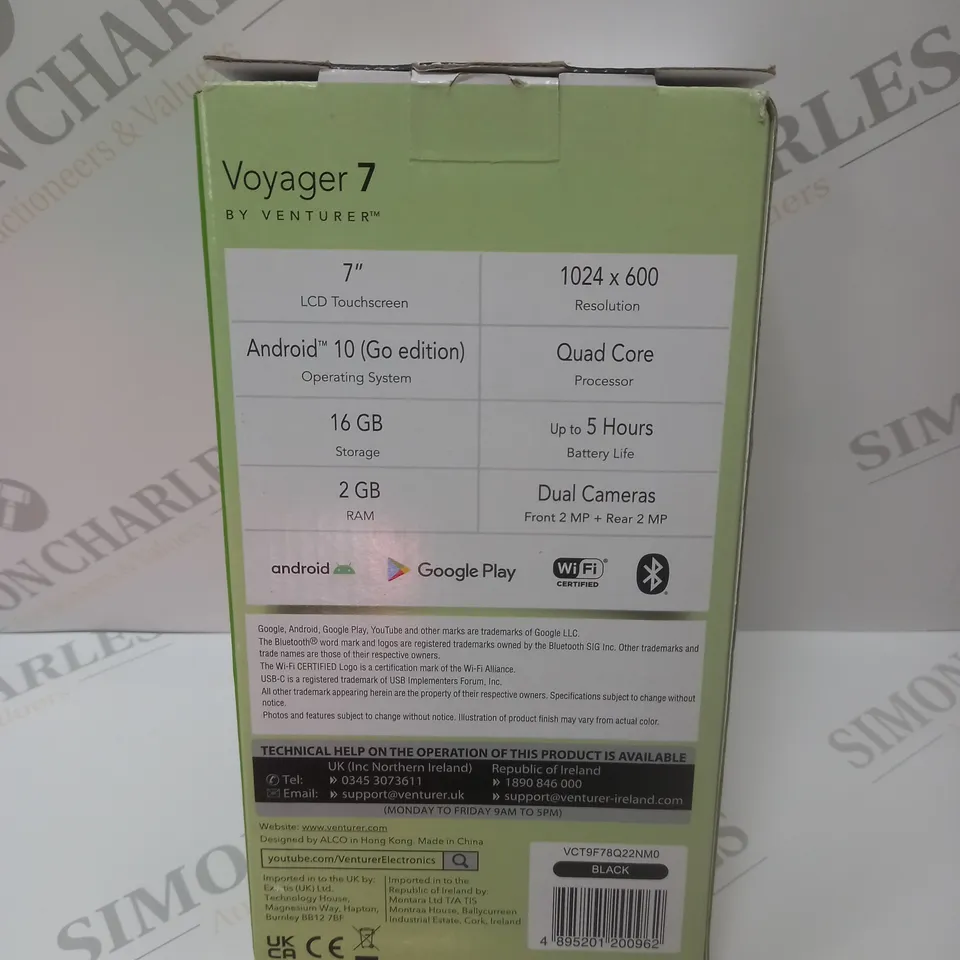 Voyager 7
BY VENTURER™
7"
LCD Touchscreen
1024 x 600
Resolution
Android™ 10 (Go edition)
Operating System
Quad Core
Processor
16 GB
Storage
Up to 5 Hours
Battery Life
2 GB
RAM
Dual Cameras
Front 2 MP + Rear 2 MP
android
Google Play
WiFi®
CERTIFIED
Google, Android, Google Play, YouTube and other marks are trademarks of Google LLC.
The Bluetooth® word mark and logos are registered trademarks owned by the Bluetooth SIG Inc. Other trademarks and
trade names are those of their respective owners.
The Wi-Fi CERTIFIED Logo is a certification mark of the Wi-Fi Alliance.
USB-C is a registered trademark of USB Implementers Forum, Inc.
All other trademark appearing herein are the property of their respective owners. Specifications subject to change without
notice.
Photos and features subject to change without notice. Illustration of product finish may vary from actual color.
TECHNICAL HELP ON THE OPERATION OF THIS PRODUCT IS AVAILABLE
UK (Inc Northern Ireland)
Republic of Ireland
Tel: » 0345 3073611
» 1890 846 000
Email: » support@venturer.uk
» support@venturer-ireland.com
(MONDAY TO FRIDAY 9AM TO 5PM)
Website: www.venturer.com
Designed by ALCO in Hong Kong. Made in China
youtube.com/VenturerElectronics
Imported in to the UK by:
(UK) Ltd.
Technology House,
Magnesium Way, Hapton,
Burnley BB12 7BF
Imported in to the
Republic of Ireland by:
Montara Ltd T/A TIS
Montraa House, Ballycurreen
Industrial Estate, Cork, Ireland
UK
CA
CE
VCT9F78Q22NM0
BLACK
4 895201 200962
SIMON CHARLES
Auctioneers & Valuers